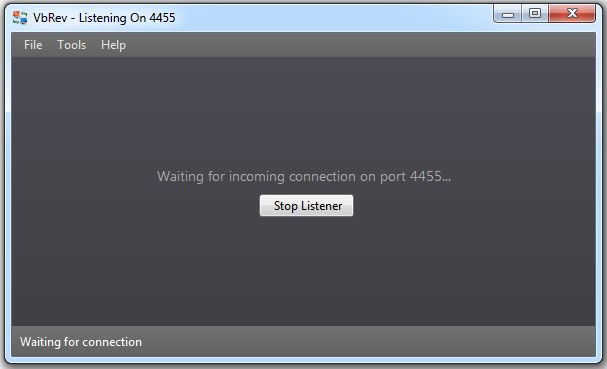 VbRev - Listening On 4455
File Tools Help
Waiting for incoming connection on port 4455...
Stop Listener
Waiting for connection